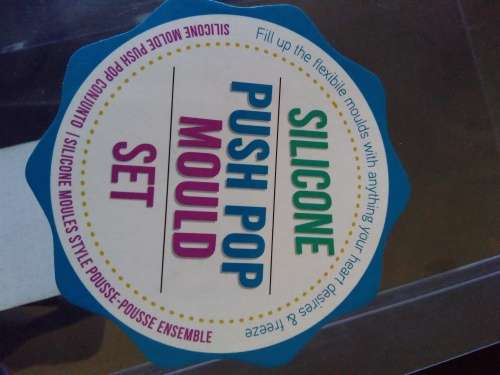 Fill up the flexibile moulds with anything your heart desires & freeze
SILICONE
PUSH POP
MOULD
SET
SILICONE MOLDE PUSH POP CONJUNTO | SILICONE MOULES STYLE POUSSE-POUSSE ENSEMBLE